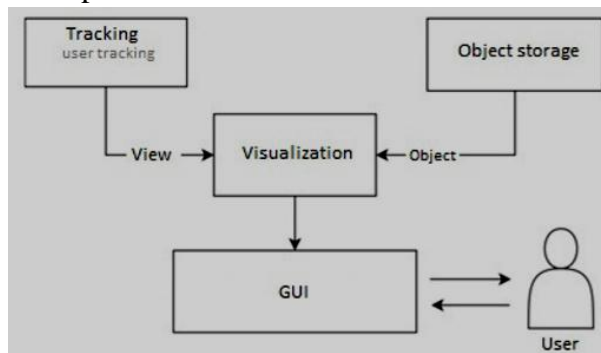 Tracking
user tracking
Object storage
View
Visualization
Object
GUI
User